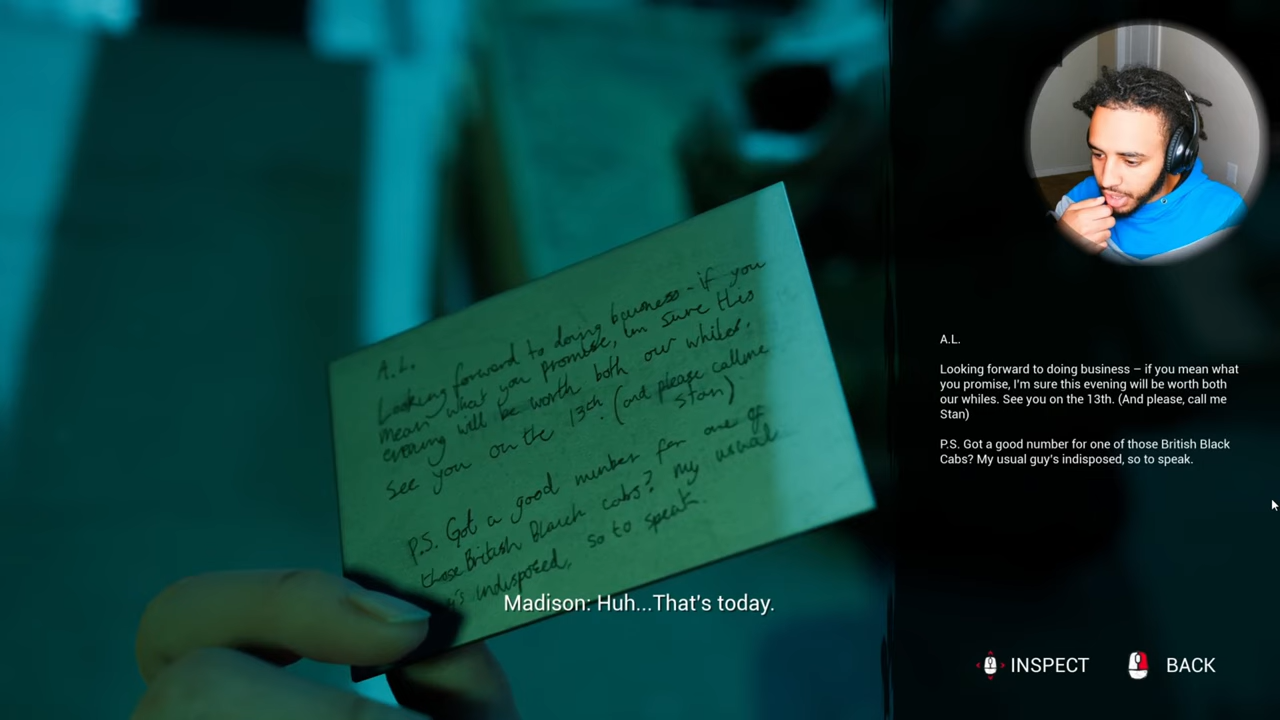 A.L.
Looking forward to doing business - if you
mean what you promise, im sure this
evening will be worth both our whiles.
see you on the 13th. (and please callme
Stan)
P.S. Got a good number for one of
those British Black cabs? My usual
indisposed, so to speak.
A.L.
Looking forward to doing business – if you mean what
you promise, I'm sure this evening will be worth both
our whiles. See you on the 13th. (And please, call me
Stan)
P.S. Got a good number for one of those British Black
Cabs? My usual guy's indisposed, so to speak.
Madison: Huh...That's today.
INSPECT
BACK